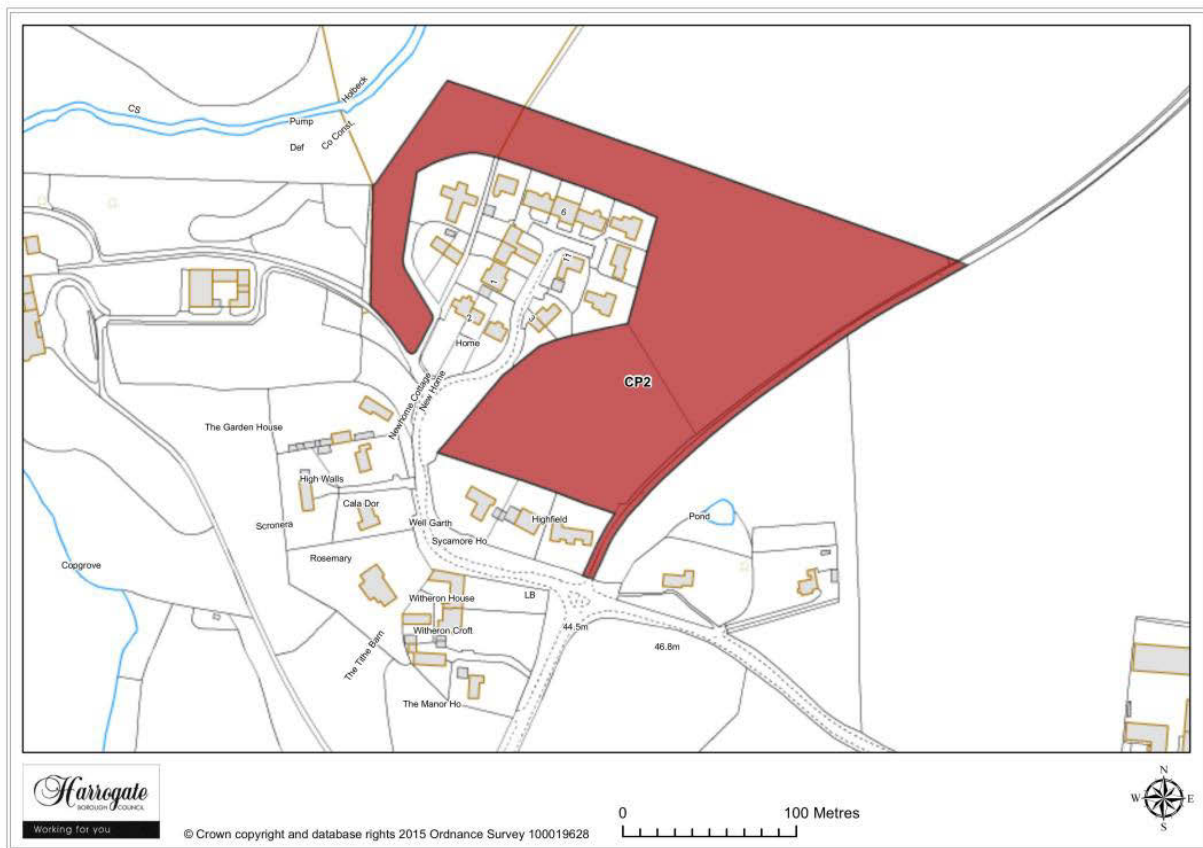 CS
Holbeck
Pump
Co Const,
Def
6
11
1
2
3
Home
CP2
Newhome Cottage
New Home
The Garden House
High Walls
Cala Dor
Scronera
Well Garth
Highfield
Sycamore Ho
Pond
Rosemary
Copgrove
Witheron House
LB
Witheron Croft
44.5m
46.8m
The Tithe Barn
The Manor Ho
Harrogate
BOROUGH COUNCIL
Working for you
© Crown copyright and database rights 2015 Ordnance Survey 100019628
0
100 Metres
N
W
E
S